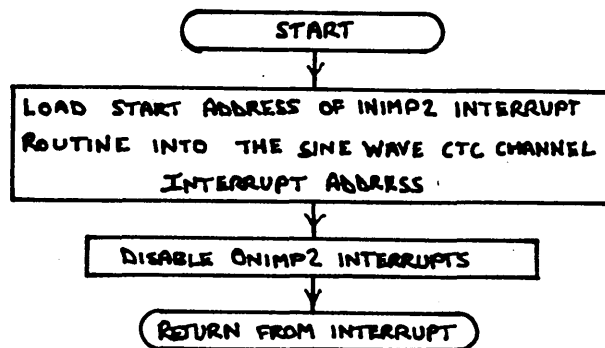 START
LOAD START ADDRESS OF INIMP2 INTERRUPT
ROUTINE INTO THE SINE WAVE CTC CHANNEL
INTERRUPT ADDRESS.
DISABLE ONIMP2 INTERRUPTS
RETURN FROM INTERRUPT